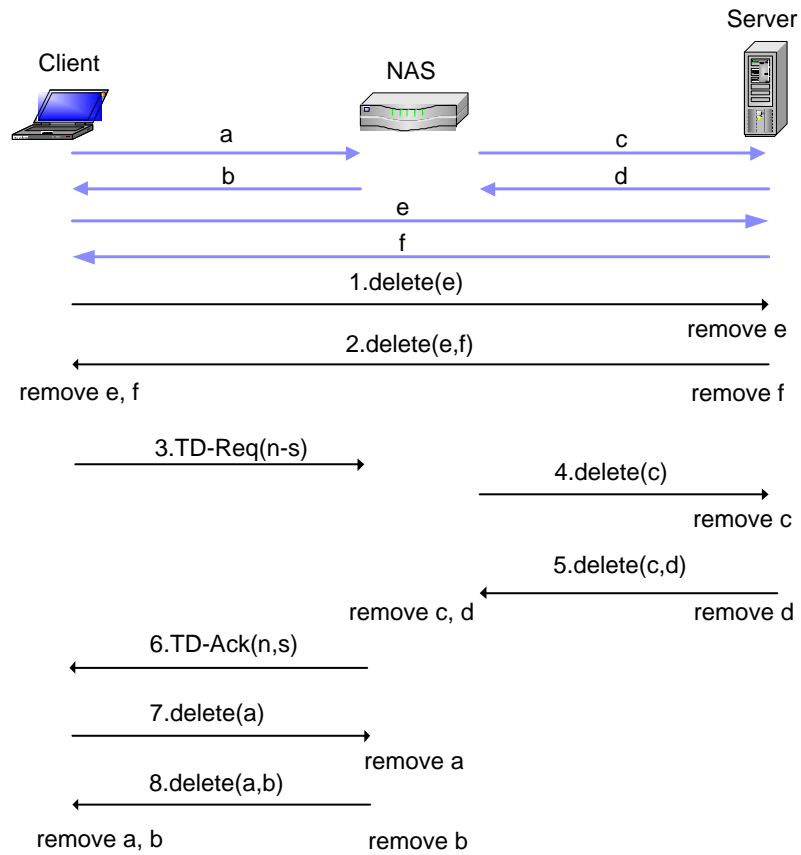 Server
Client
NAS
a
c
b
d
e
f
1.delete(e)
remove e
2.delete(e,f)
remove e, f
remove f
3.TD-Req(n-s)
4.delete(c)
remove c
5.delete(c,d)
remove c, d
remove d
6.TD-Ack(n,s)
7.delete(a)
remove a
8.delete(a,b)
remove a, b
remove b